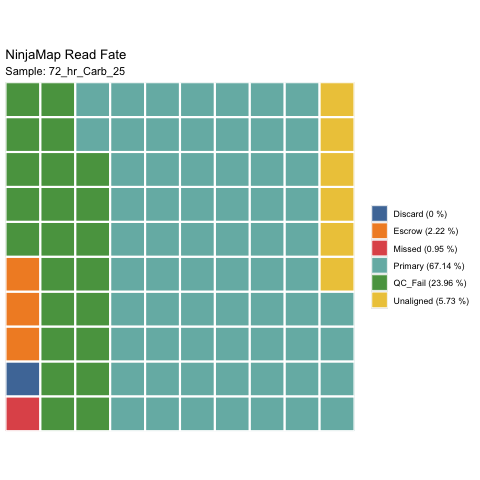 NinjaMap Read Fate
Sample: 72_hr_Carb_25
Discard (0 %)
Escrow (2.22 %)
Missed (0.95 %)
Primary (67.14 %)
QC_Fail (23.96 %)
Unaligned (5.73 %)